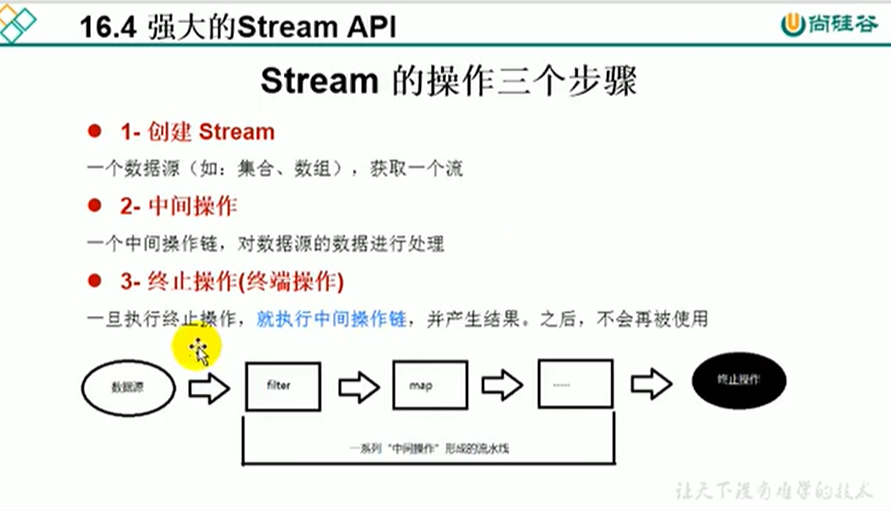 16.4 强大的Stream API
尚硅谷
Stream 的操作三个步骤
1- 创建 Stream
一个数据源（如：集合、数组），获取一个流
2- 中间操作
一个中间操作链，对数据源的数据进行处理
3- 终止操作(终端操作)
一旦执行终止操作，就执行中间操作链，并产生结果。之后，不会再被使用
数据源
filter
map
......
终止操作
一系列“中间操作”形成的流水线
让天下没有难学的技术